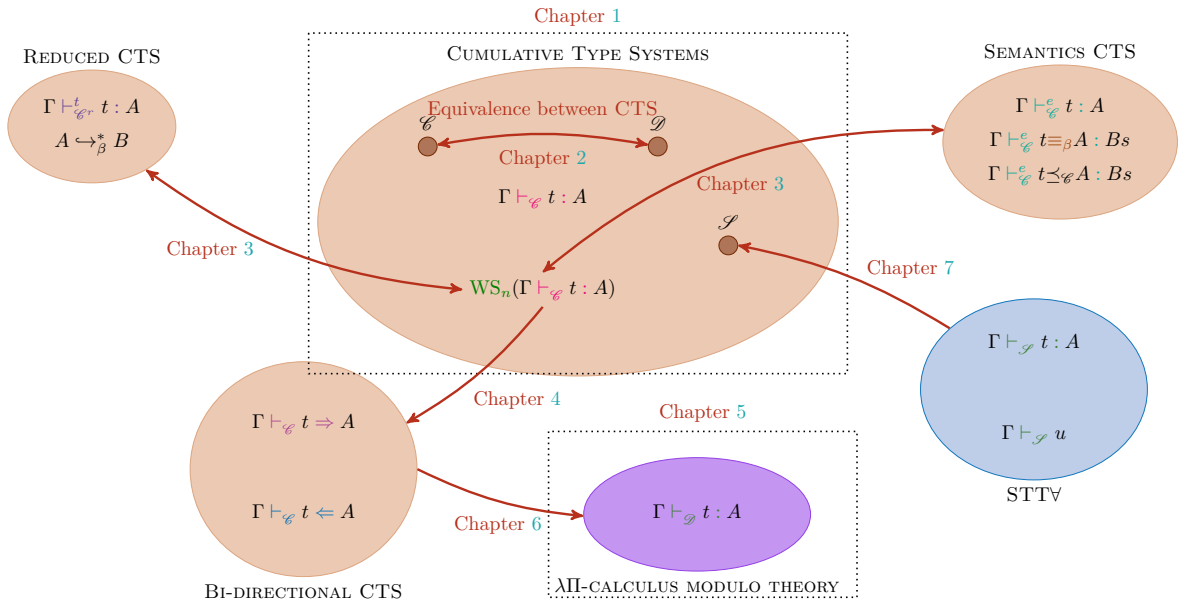 Chapter 1
REDUCED CTS
CUMULATIVE TYPE SYSTEMS
SEMANTICS CTS
Γ ⊢ᵗ_𝒞ʳ t : A
A ↪*_β B
Equivalence between CTS
𝒞
𝒟
Chapter 2
Γ ⊢_𝒞 t : A
Chapter 3
Γ ⊢ᵉ_𝒞 t : A
Γ ⊢ᵉ_𝒞 t ≡_β A : Bs
Γ ⊢ᵉ_𝒞 t ⪯_𝒞 A : Bs
Chapter 3
𝒮
Chapter 7
WS_n(Γ ⊢_𝒞 t : A)
Γ ⊢_𝒮 t : A
Γ ⊢_𝒮 u
STT∀
Chapter 4
Chapter 5
Γ ⊢_𝒞 t ⇒ A
Γ ⊢_𝒞 t ⇐ A
BI-DIRECTIONAL CTS
Chapter 6
Γ ⊢_𝒟 t : A
λΠ-CALCULUS MODULO THEORY